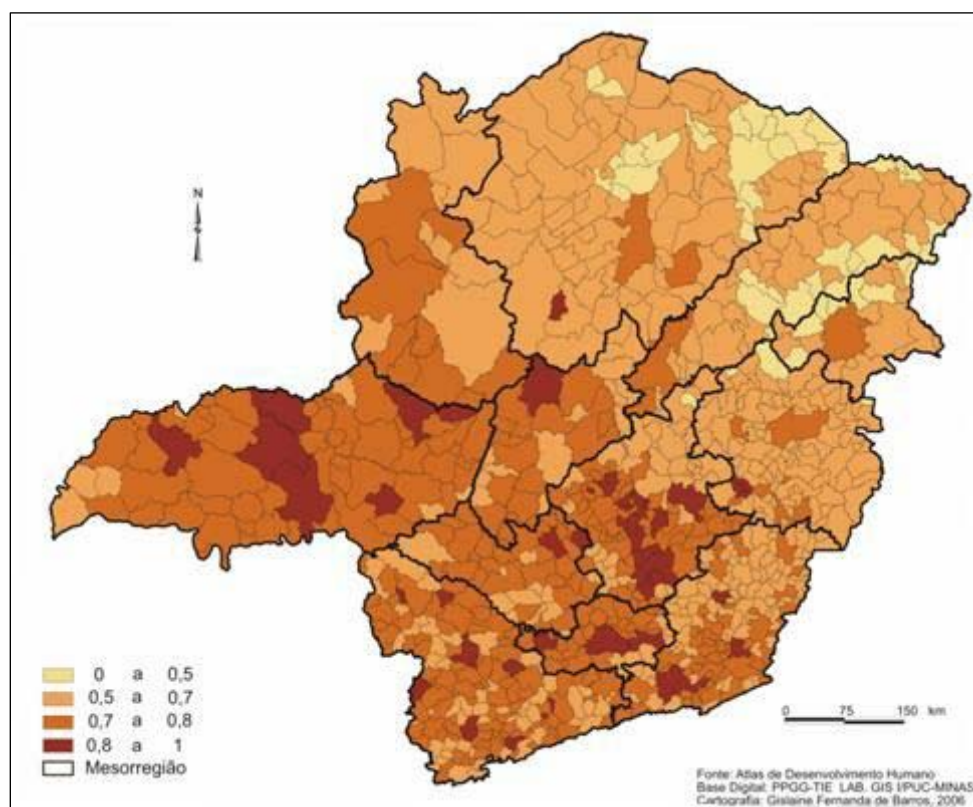 N
0 a 0,5
0,5 a 0,7
0,7 a 0,8
0,8 a 1
Mesorregião
0 75 150 km
Fonte: Atlas de Desenvolvimento Humano
Base Digital: PPGG-TIE LAB. GIS I/PUC-MINAS
Cartografia: Gislaine Fernanda de Barros, 2006